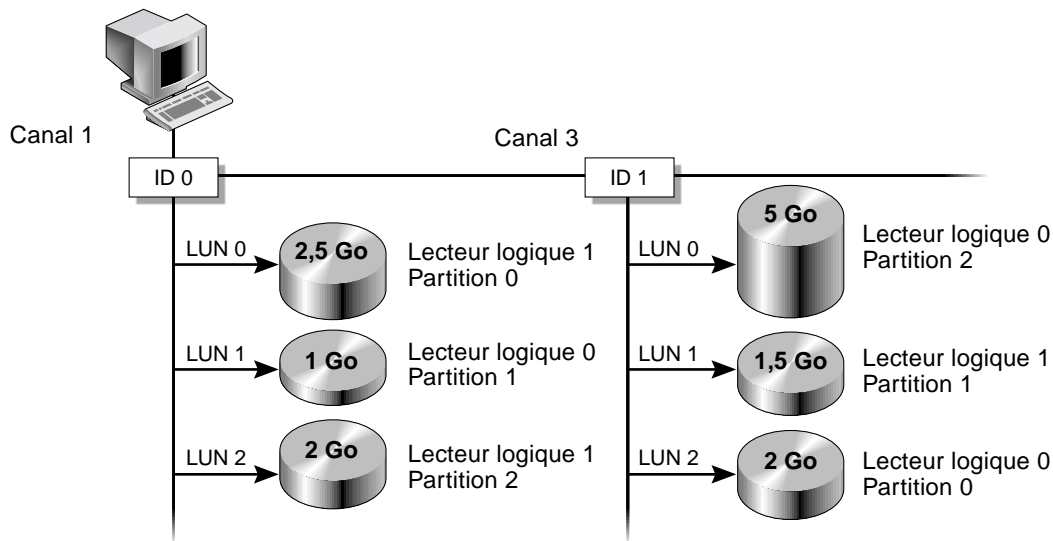 Canal 1
Canal 3
ID 0
ID 1
LUN 0
2,5 Go
Lecteur logique 1
Partition 0
LUN 1
1 Go
Lecteur logique 0
Partition 1
LUN 2
2 Go
Lecteur logique 1
Partition 2
LUN 0
5 Go
Lecteur logique 0
Partition 2
LUN 1
1,5 Go
Lecteur logique 1
Partition 1
LUN 2
2 Go
Lecteur logique 0
Partition 0